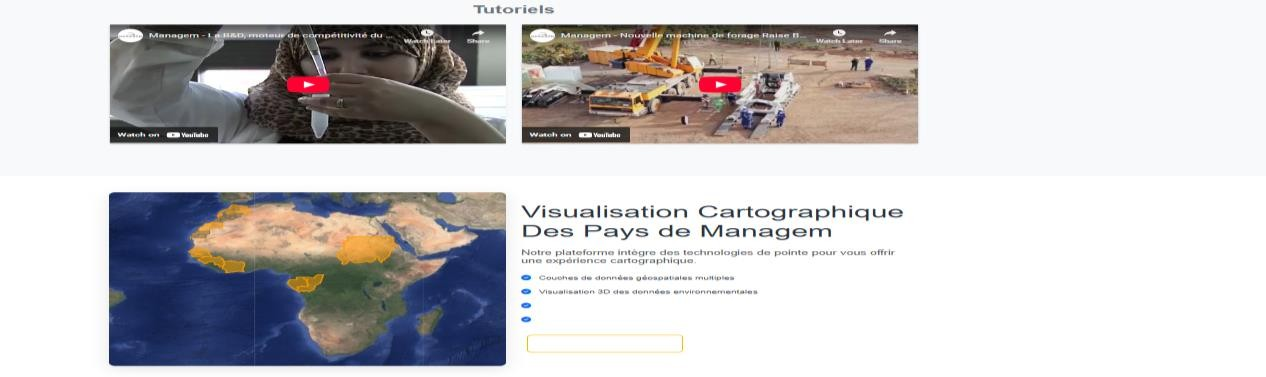 Tutoriels
Managem - La R&D, moteur de compétitivité du ...
Watch Later
Share
Watch on YouTube
Managem - Nouvelle machine de forage Raise B...
Watch Later
Share
Watch on YouTube
Visualisation Cartographique
Des Pays de Managem
Notre plateforme intègre des technologies de pointe pour vous offrir
une expérience cartographique.
Couches de données géospatiales multiples
Visualisation 3D des données environnementales